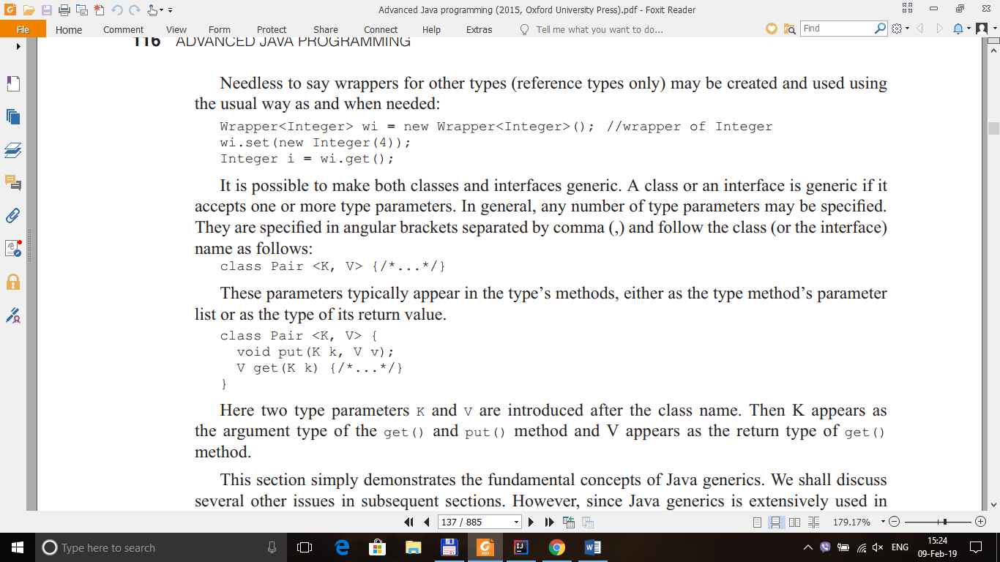 Advanced Java programming (2015, Oxford University Press).pdf - Foxit Reader
File Home Comment View Form Protect Share Connect Help Extras Tell me what you want to do... Find
116 ADVANCED JAVA PROGRAMMING
Needless to say wrappers for other types (reference types only) may be created and used using
the usual way as and when needed:
Wrapper<Integer> wi = new Wrapper<Integer>(); //wrapper of Integer
wi.set(new Integer(4));
Integer i = wi.get();
It is possible to make both classes and interfaces generic. A class or an interface is generic if it
accepts one or more type parameters. In general, any number of type parameters may be specified.
They are specified in angular brackets separated by comma (,) and follow the class (or the interface)
name as follows:
class Pair <K, V> {/*...*/}
These parameters typically appear in the type's methods, either as the type method's parameter
list or as the type of its return value.
class Pair <K, V> {
void put(K k, V v);
V get(K k) {/*...*/}
}
Here two type parameters K and V are introduced after the class name. Then K appears as
the argument type of the get() and put() method and V appears as the return type of get()
method.
This section simply demonstrates the fundamental concepts of Java generics. We shall discuss
several other issues in subsequent sections. However, since Java generics is extensively used in
137 / 885
179.17%
Type here to search
ENG
15:24
09-Feb-19